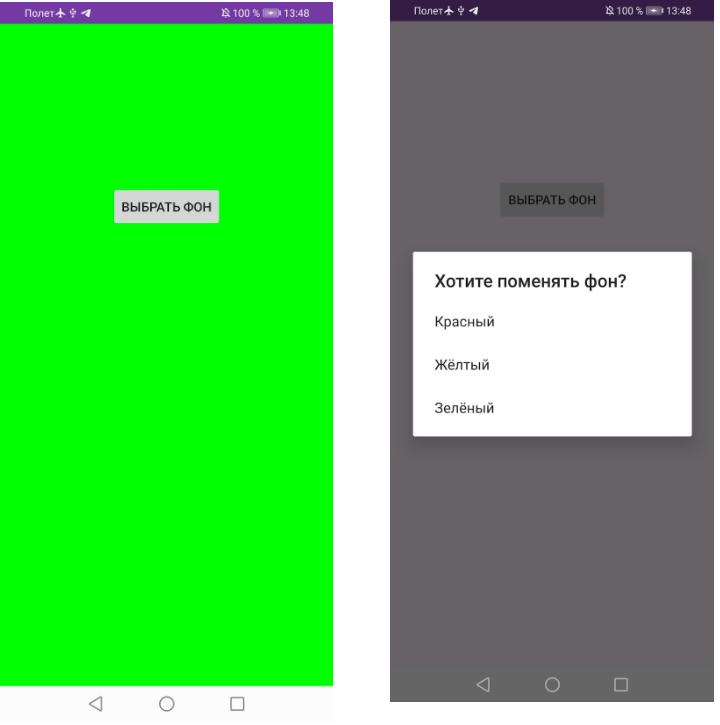 Полет 100 % 13:48
ВЫБРАТЬ ФОН
Полет 100 % 13:48
ВЫБРАТЬ ФОН
Хотите поменять фон?
Красный
Жёлтый
Зелёный